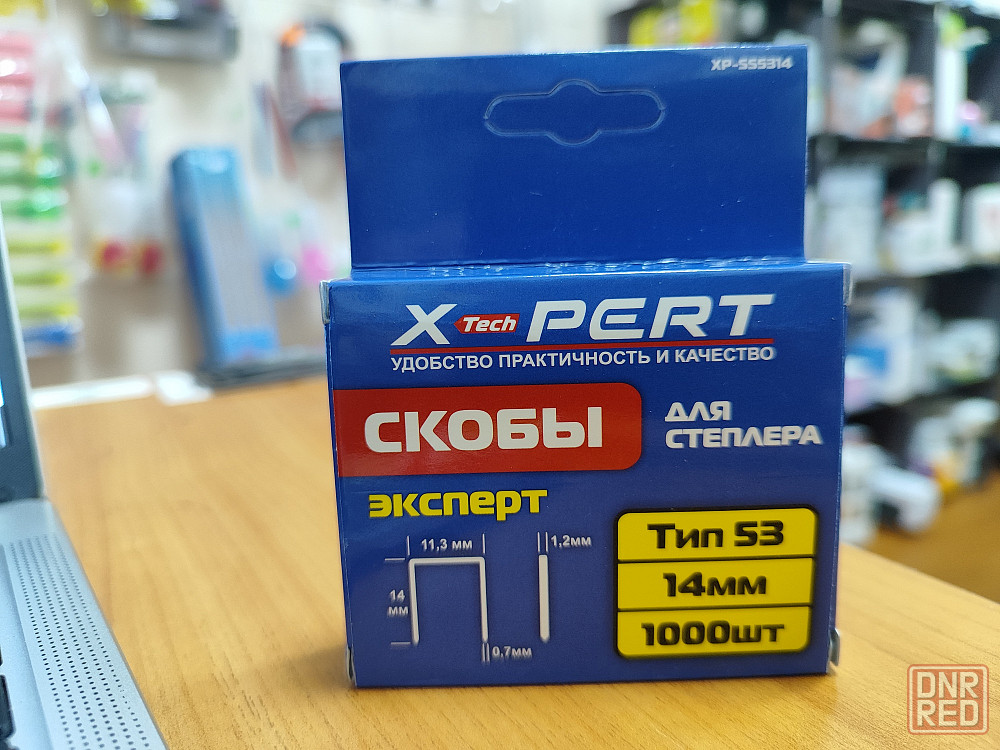 XP-555314
X-Tech PERT
УДОБСТВО ПРАКТИЧНОСТЬ И КАЧЕСТВО
СКОБЫ
ДЛЯ
СТЕПЛЕРА
ЭКСПЕРТ
11,3 мм
1,2мм
14
мм
0,7мм
Тип 53
14мм
1000шт
DNR
RED